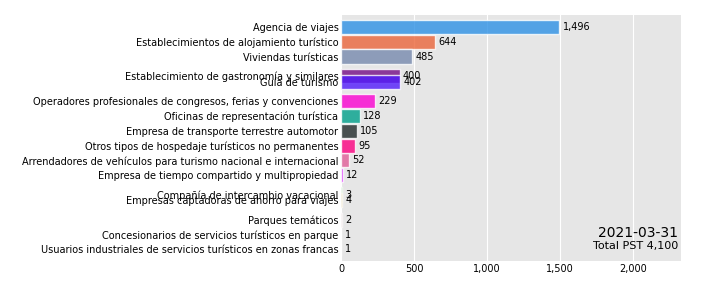 Agencia de viajes 1,496
Establecimientos de alojamiento turístico 644
Viviendas turísticas 485
Establecimiento de gastronomía y similares 400
Guía de turismo 402
Operadores profesionales de congresos, ferias y convenciones 229
Oficinas de representación turística 128
Empresa de transporte terrestre automotor 105
Otros tipos de hospedaje turísticos no permanentes 95
Arrendadores de vehículos para turismo nacional e internacional 52
Empresa de tiempo compartido y multipropiedad 12
Compañía de intercambio vacacional 3
Empresas captadoras de ahorro para viajes 4
Parques temáticos 2
Concesionarios de servicios turísticos en parque 1
Usuarios industriales de servicios turísticos en zonas francas 1
2021-03-31
Total PST 4,100
0 500 1,000 1,500 2,000